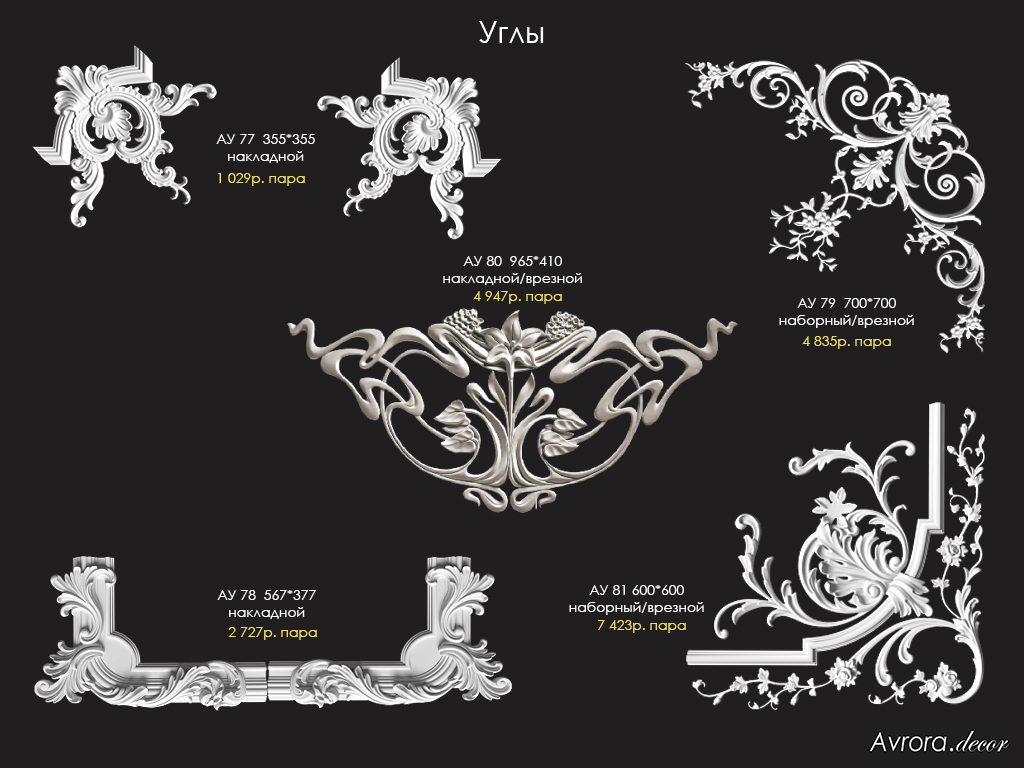 Углы
АУ 77 355*355
накладной
1 029р. пара
АУ 80 965*410
накладной/врезной
4 947р. пара
АУ 79 700*700
наборный/врезной
4 835р. пара
АУ 78 567*377
накладной
2 727р. пара
АУ 81 600*600
наборный/врезной
7 423р. пара
Avrora.decor